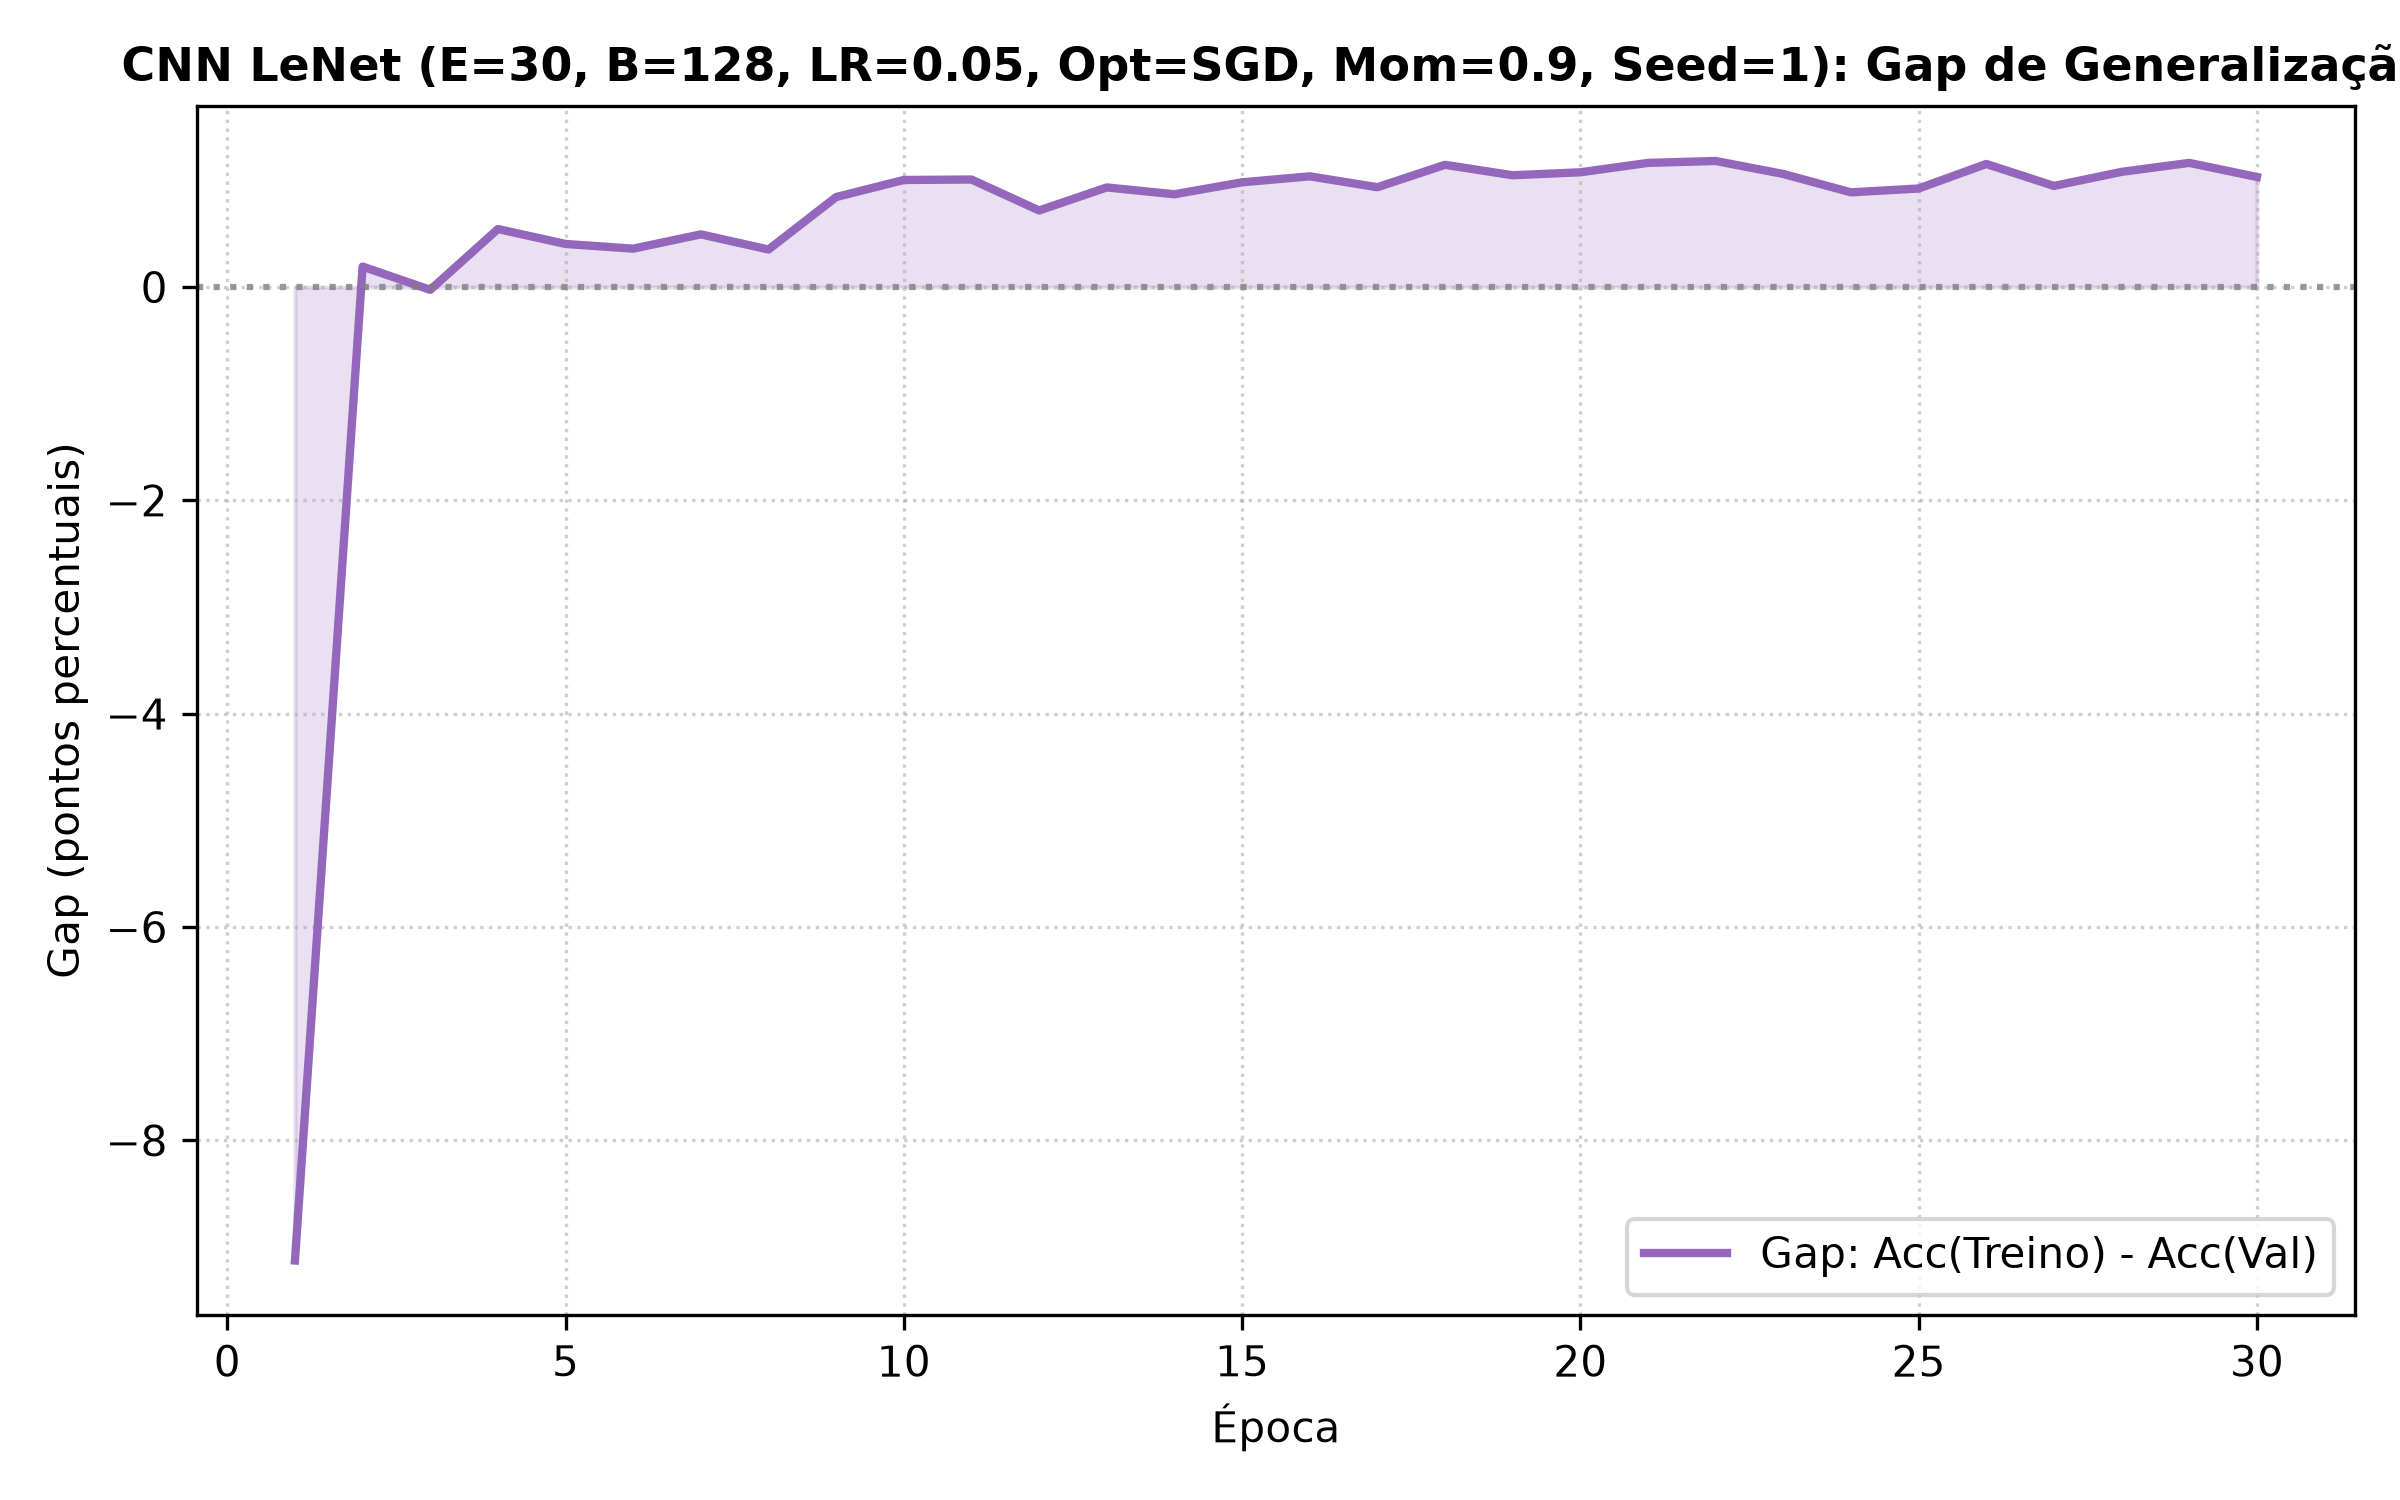 CNN LeNet (E=30, B=128, LR=0.05, Opt=SGD, Mom=0.9, Seed=1): Gap de Generalizaçã
Gap (pontos percentuais)
0
−2
−4
−6
−8
Gap: Acc(Treino) - Acc(Val)
0 5 10 15 20 25 30
Época